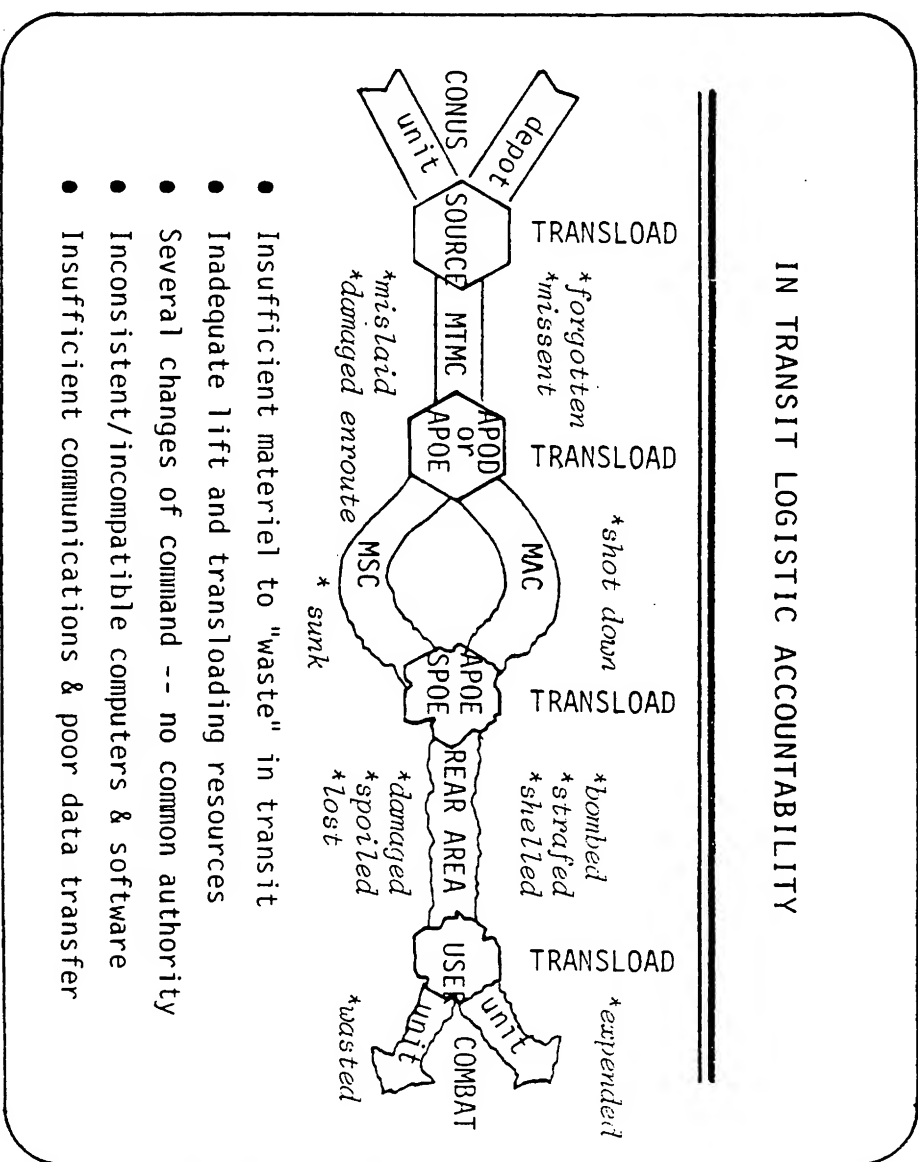 IN TRANSIT LOGISTIC ACCOUNTABILITY
TRANSLOAD
TRANSLOAD
TRANSLOAD
TRANSLOAD
*forgotten
*missent
*shot down
*bombed
*strafed
*shelled
*expended
depot
CONUS
unit
SOURCE
MTMC
APOD
or
APOE
MAC
MSC
APOE
SPOE
REAR AREA
USER
unit
COMBAT
unit
*mislaid
*damaged enroute
* sunk
*damaged
*spoiled
*lost
*wasted
• Insufficient materiel to "waste" in transit
• Inadequate lift and transloading resources
• Several changes of command -- no common authority
• Inconsistent/incompatible computers & software
• Insufficient communications & poor data transfer